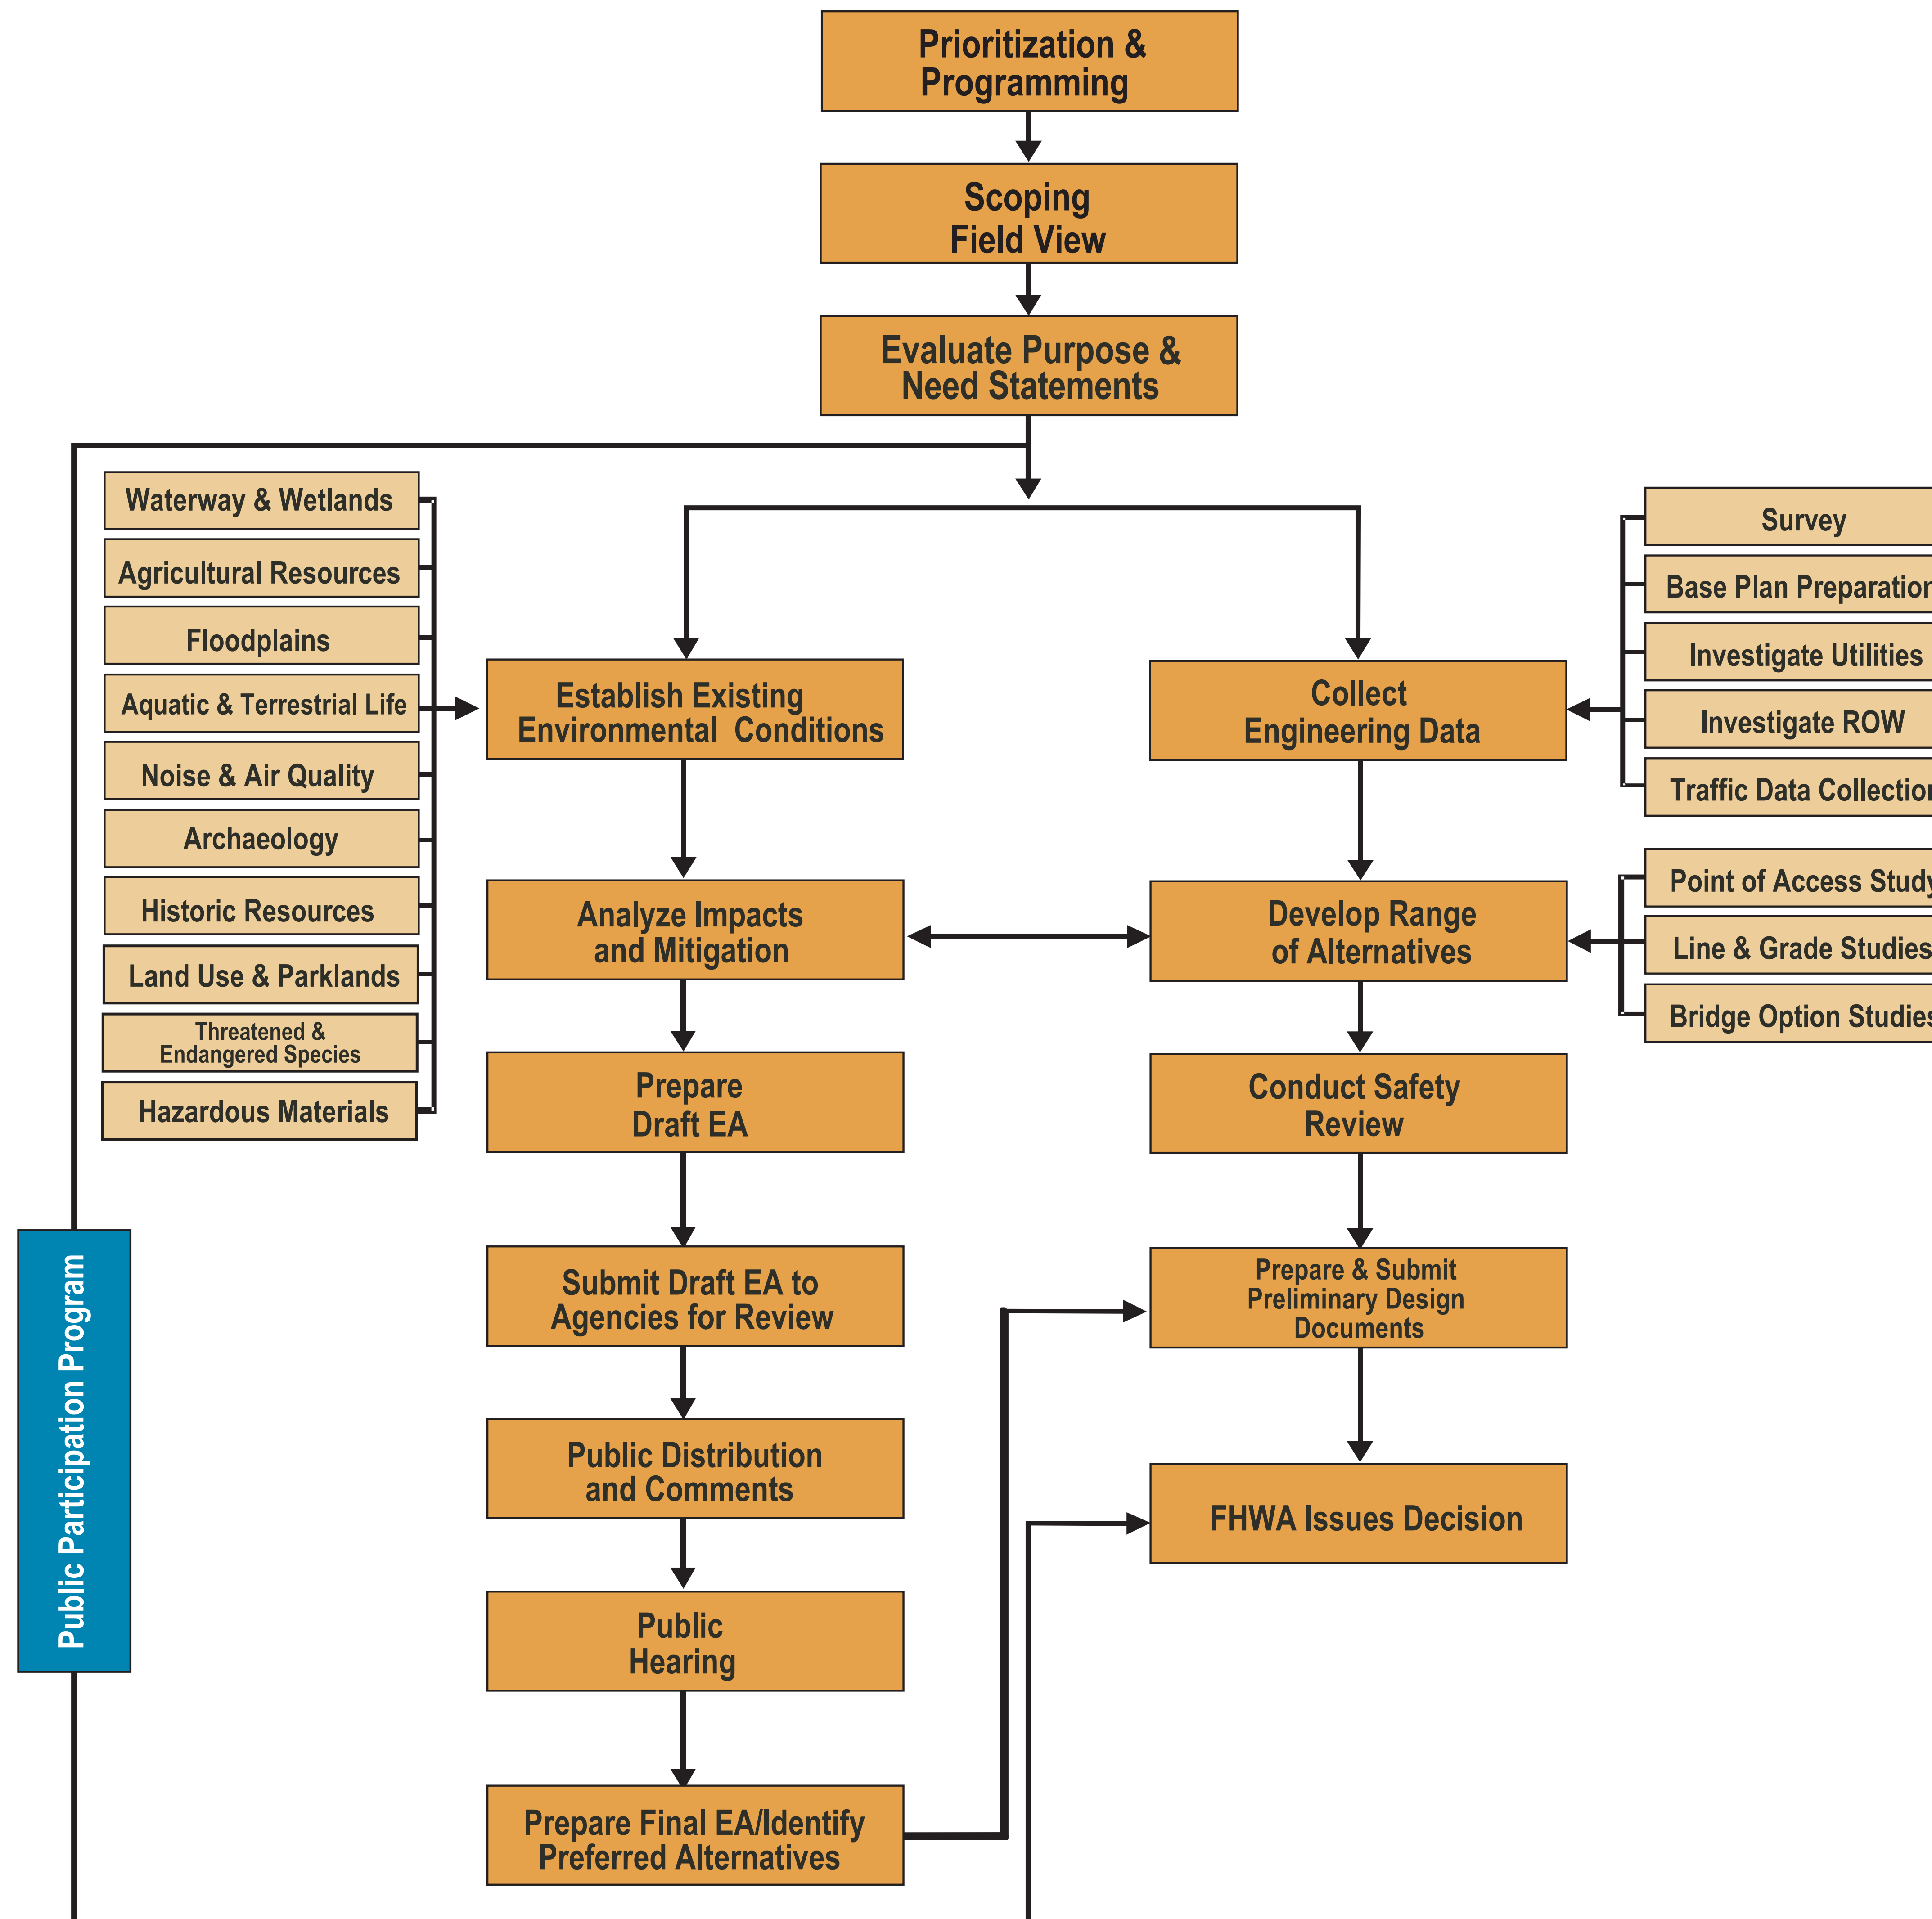 Prioritization &
Programming
Scoping
Field View
Evaluate Purpose &
Need Statements
Waterway & Wetlands
Agricultural Resources
Floodplains
Aquatic & Terrestrial Life
Noise & Air Quality
Archaeology
Historic Resources
Land Use & Parklands
Threatened &
Endangered Species
Hazardous Materials
Public Participation Program
Establish Existing
Environmental Conditions
Analyze Impacts
and Mitigation
Prepare
Draft EA
Submit Draft EA to
Agencies for Review
Public Distribution
and Comments
Public
Hearing
Prepare Final EA/Identify
Preferred Alternatives
Collect
Engineering Data
Develop Range
of Alternatives
Conduct Safety
Review
Prepare & Submit
Preliminary Design
Documents
FHWA Issues Decision
Survey
Base Plan Preparation
Investigate Utilities
Investigate ROW
Traffic Data Collection
Point of Access Study
Line & Grade Studies
Bridge Option Studies